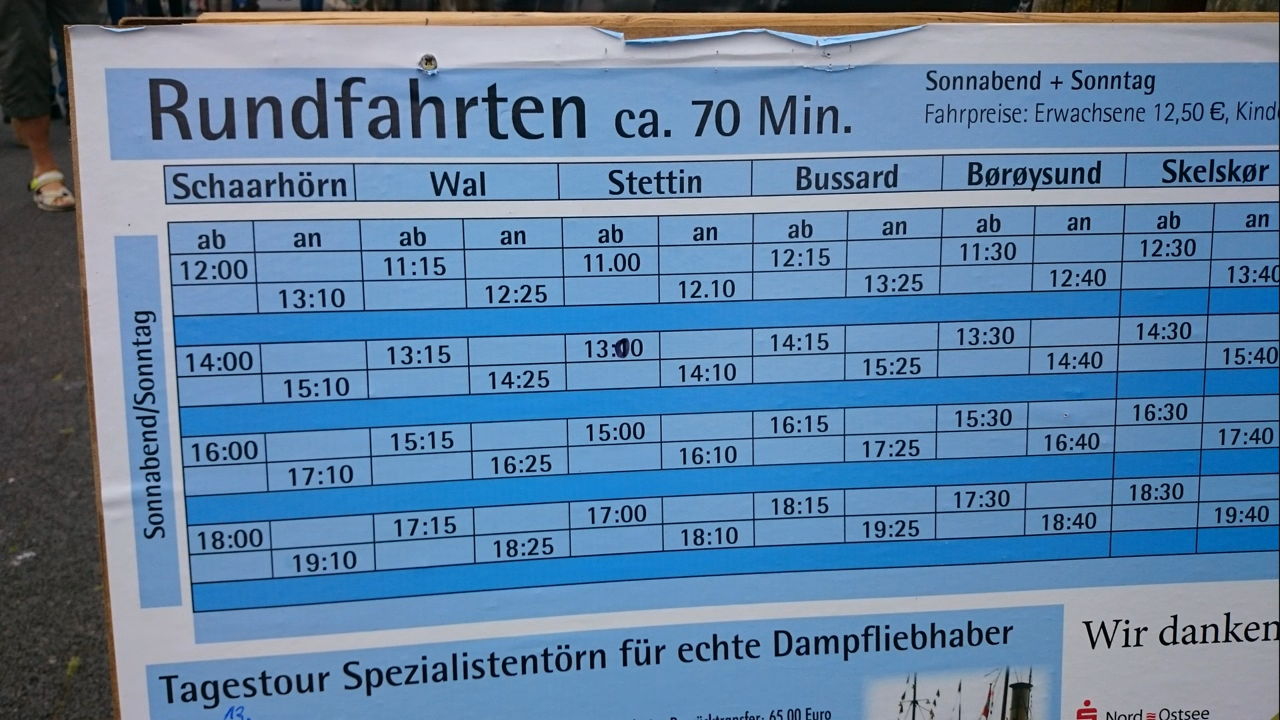 Rundfahrten ca. 70 Min.
Sonnabend + Sonntag
Fahrpreise: Erwachsene 12,50 €,
Schaarhörn Wal Stettin Bussard Børøysund Skelskør
ab an ab an ab an ab an ab an ab an
12:00 11:15 11.00 12:15 11:30 12:30
13:10 12:25 12.10 13:25 12:40 13:40
14:00 13:15 13:00 14:15 13:30 14:30
15:10 14:25 14:10 15:25 14:40 15:40
16:00 15:15 15:00 16:15 15:30 16:30
17:10 16:25 16:10 17:25 16:40 17:40
18:00 17:15 17:00 18:15 17:30 18:30
19:10 18:25 18:10 19:25 18:40 19:40
Sonnabend/Sonntag
Tagestour Spezialistentörn für echte Dampfliebhaber
13.
65,00 Euro
Wir danken
Nord Ostsee